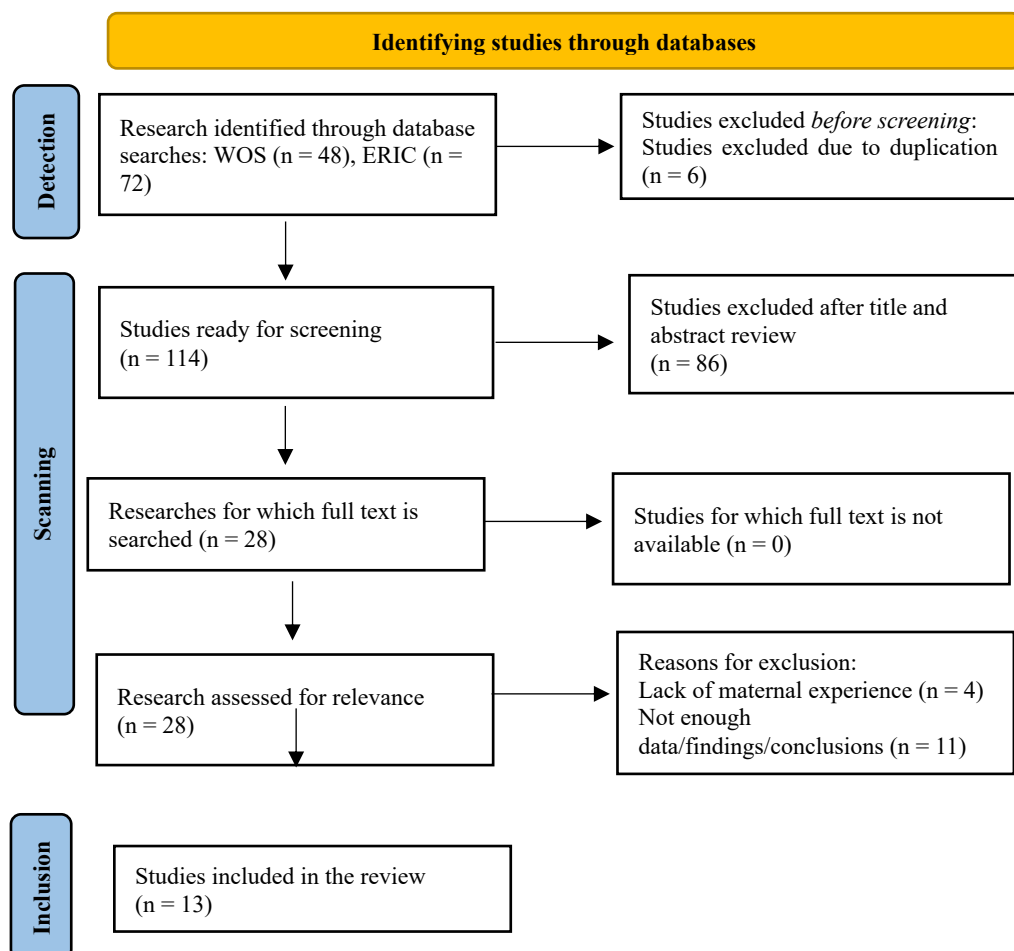 Identifying studies through databases
Detection
Research identified through database
searches: WOS (n = 48), ERIC (n =
72)
Studies excluded before screening:
Studies excluded due to duplication
(n = 6)
Scanning
Studies ready for screening
(n = 114)
Studies excluded after title and
abstract review
(n = 86)
Researches for which full text is
searched (n = 28)
Studies for which full text is not
available (n = 0)
Research assessed for relevance
(n = 28)
Reasons for exclusion:
Lack of maternal experience (n = 4)
Not enough
data/findings/conclusions (n = 11)
Inclusion
Studies included in the review
(n = 13)